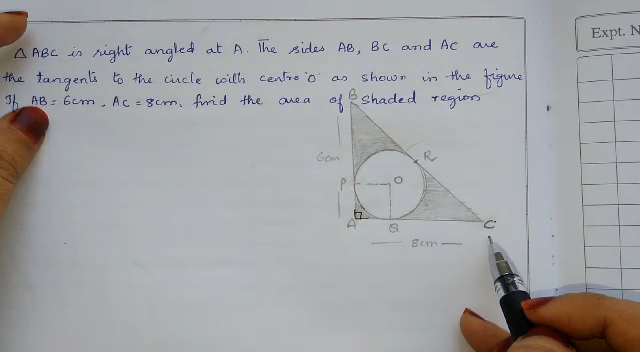 △ ABC is right angled at A. The sides AB, BC and AC are
the tangents to the circle with centre 'O' as shown in the figure
If AB = 6cm, AC = 8cm, find the area of shaded region
B
6cm
R
P
O
A
Q
C
8cm
Expt. N